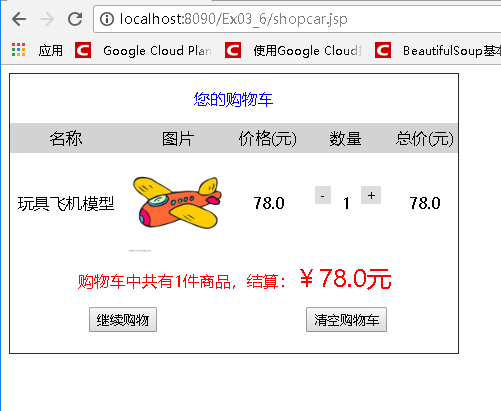 localhost:8090/Ex03_6/shopcar.jsp
应用 Google Cloud Plan 使用Google Cloud BeautifulSoup基本
您的购物车
名称 图片 价格(元) 数量 总价(元)
玩具飞机模型 78.0 - 1 + 78.0
购物车中共有1件商品，结算：￥78.0元
继续购物 清空购物车